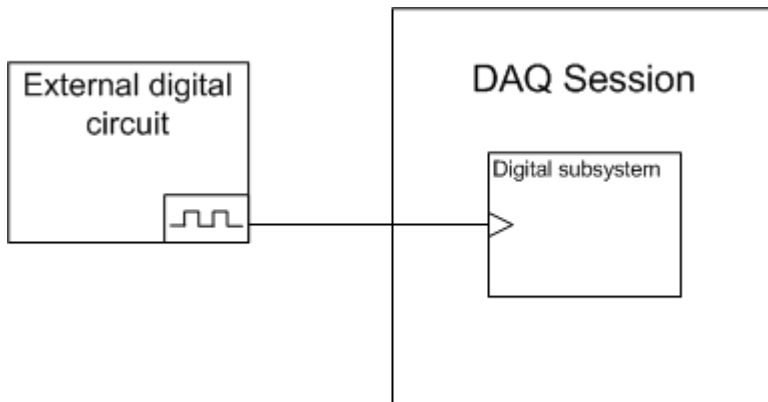 External digital
circuit
DAQ Session
Digital subsystem